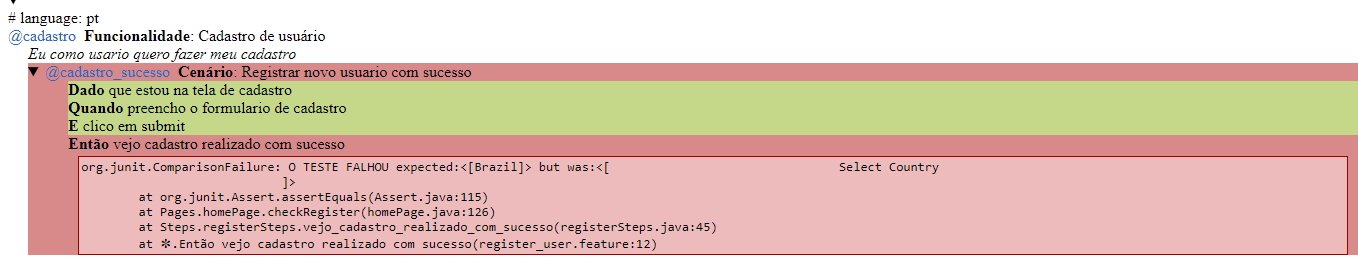 # language: pt
@cadastro Funcionalidade: Cadastro de usuário
Eu como usario quero fazer meu cadastro
@cadastro_sucesso Cenário: Registrar novo usuario com sucesso
Dado que estou na tela de cadastro
Quando preencho o formulario de cadastro
E clico em submit
Então vejo cadastro realizado com sucesso
org.junit.ComparisonFailure: O TESTE FALHOU expected:<[Brazil]> but was:<[ Select Country
]>
at org.junit.Assert.assertEquals(Assert.java:115)
at Pages.homePage.checkRegister(homePage.java:126)
at Steps.registerSteps.vejo_cadastro_realizado_com_sucesso(registerSteps.java:45)
at ✽.Então vejo cadastro realizado com sucesso(register_user.feature:12)